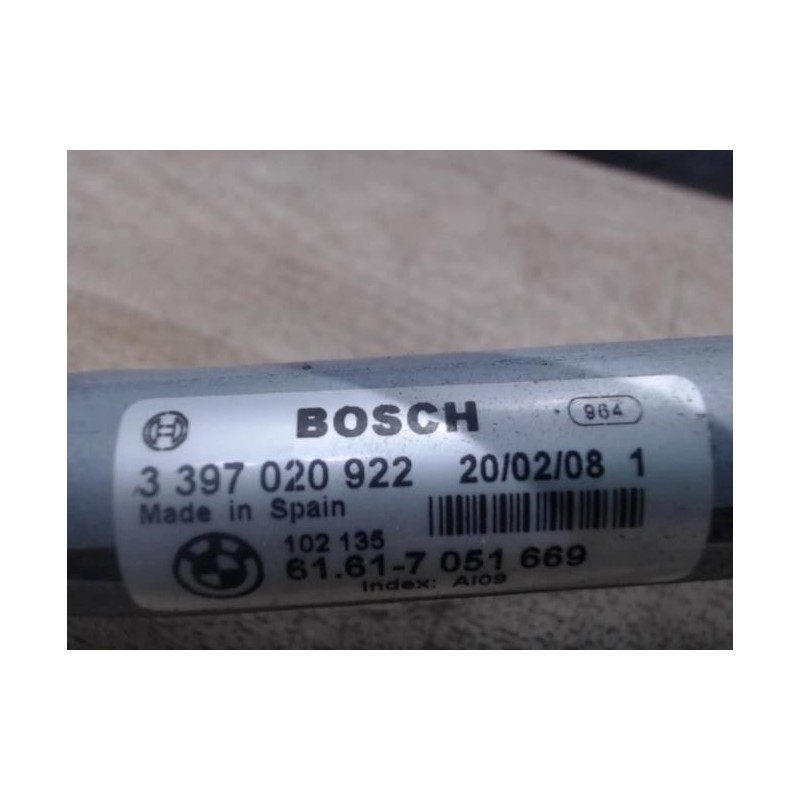 BOSCH 964
3 397 020 922 20/02/08 1
Made in Spain
102 135
61.61-7 051 669
Index: AI09